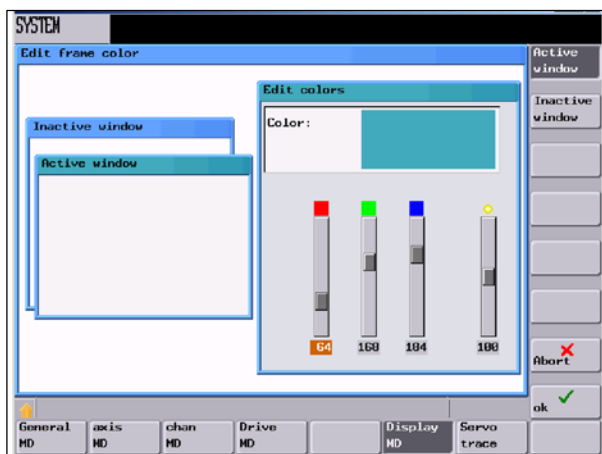 SYSTEM
Edit frame color
Active
window
Edit colors
Inactive
window
Color:
Inactive window
Active window
64
168
184
100
Abort
ok
General
MD
axis
MD
chan
MD
Drive
MD
Display
MD
Servo
trace